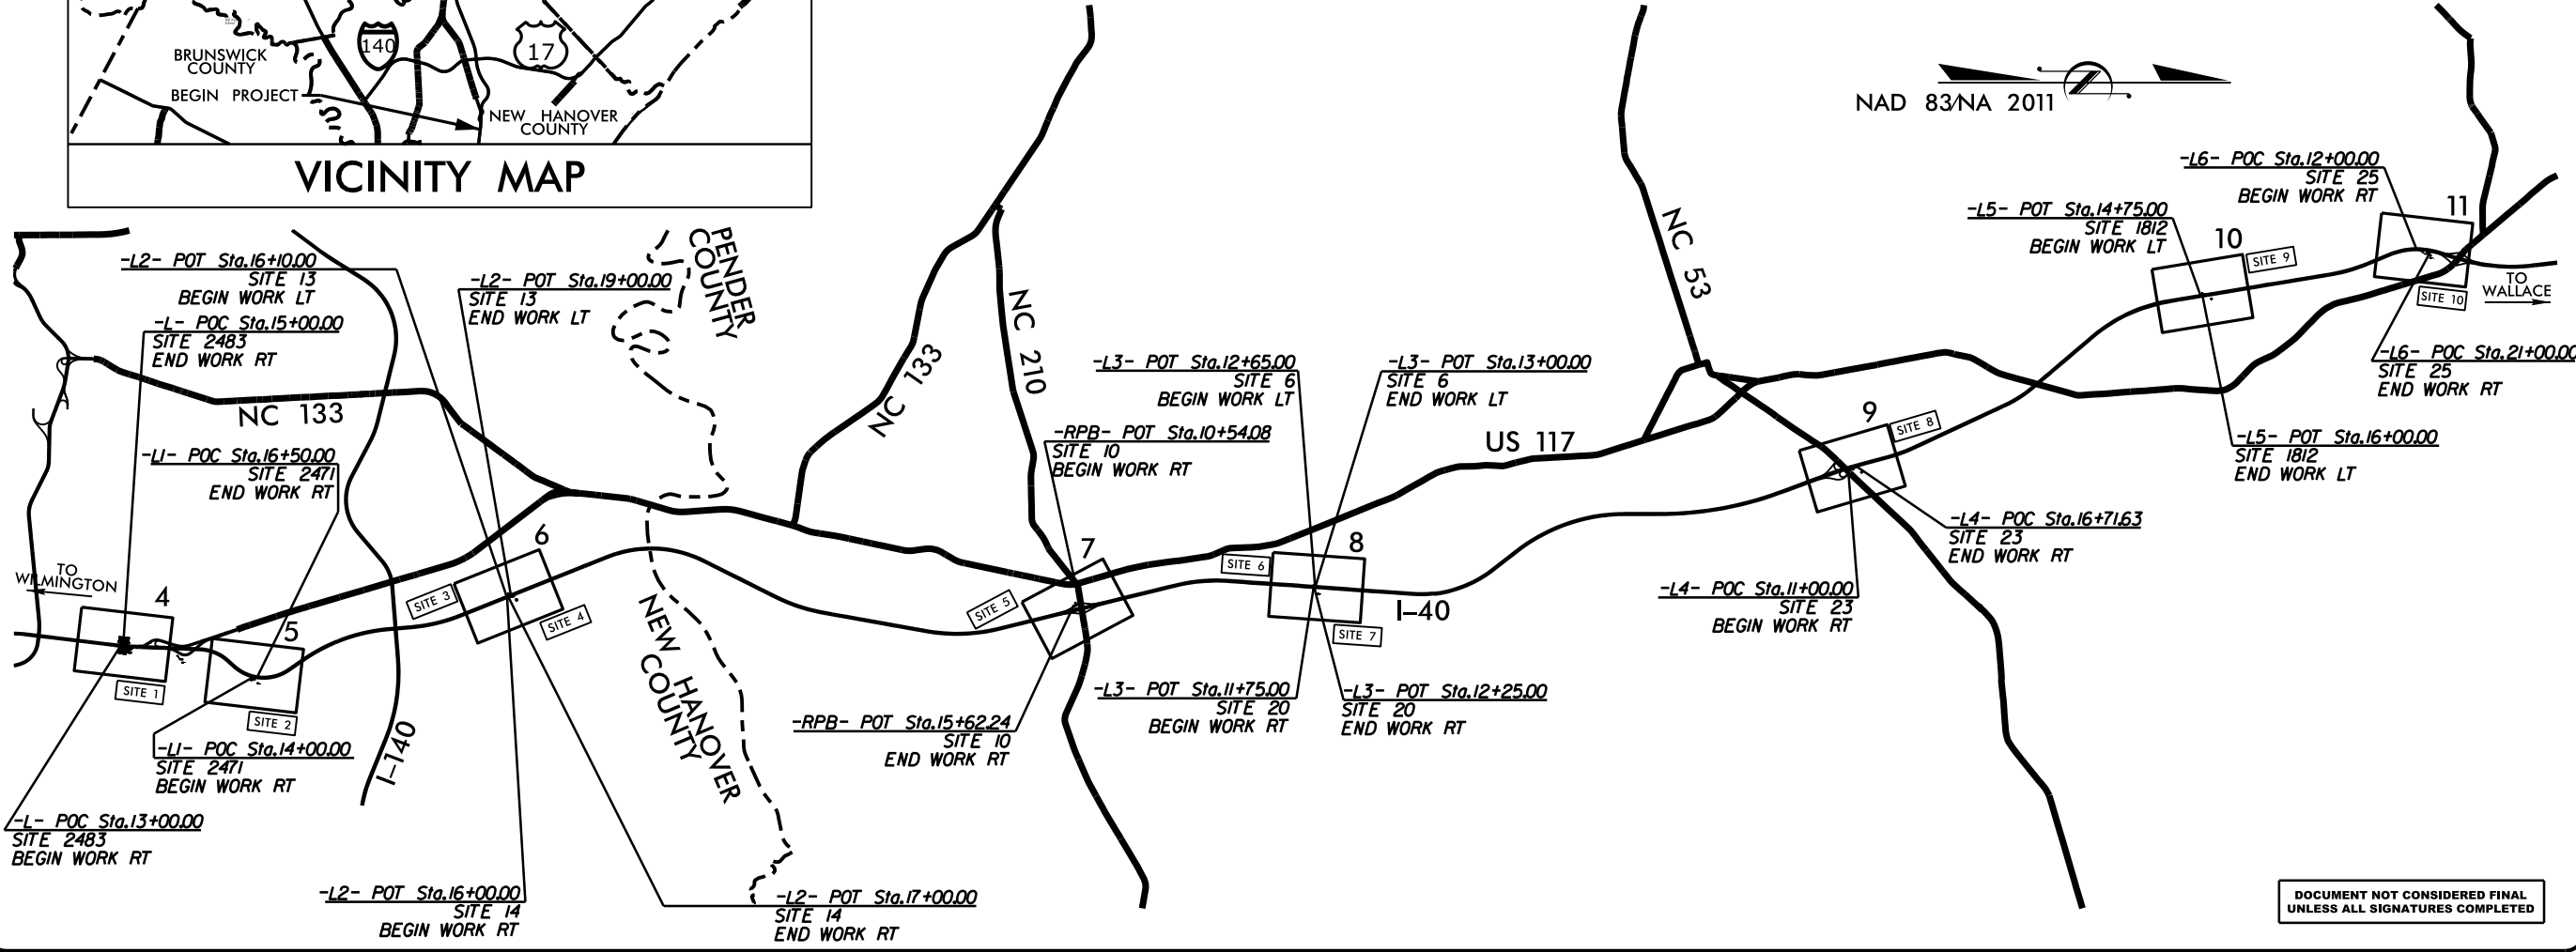 BRUNSWICK
COUNTY
140
17
BEGIN PROJECT
NEW HANOVER
COUNTY
VICINITY MAP
NAD 83/NA 2011
-L2- POT Sta.16+10.00
SITE 13
BEGIN WORK LT
-L- POC Sta.15+00.00
SITE 2483
END WORK RT
NC 133
-L1- POC Sta.16+50.00
SITE 2471
END WORK RT
-L2- POT Sta.19+00.00
SITE 13
END WORK LT
PENDER
COUNTY
NC 133
NC 210
-L3- POT Sta.12+65.00
SITE 6
BEGIN WORK LT
-L3- POT Sta.13+00.00
SITE 6
END WORK LT
-RPB- POT Sta.10+54.08
SITE 10
BEGIN WORK RT
US 117
NC 53
-L5- POT Sta.14+75.00
SITE 1812
BEGIN WORK LT
-L6- POC Sta.12+00.00
SITE 25
BEGIN WORK RT
11
10
SITE 9
SITE 10
TO
WALLACE
-L6- POC Sta.21+00.00
SITE 25
END WORK RT
-L5- POT Sta.16+00.00
SITE 1812
END WORK LT
9
SITE 8
-L4- POC Sta.16+71.63
SITE 23
END WORK RT
-L4- POC Sta.11+00.00
SITE 23
BEGIN WORK RT
TO
WILMINGTON
4
SITE 1
5
SITE 2
6
SITE 3
SITE 4
7
SITE 5
8
SITE 6
SITE 7
I-40
NEW HANOVER
COUNTY
I-140
-L1- POC Sta.14+00.00
SITE 2471
BEGIN WORK RT
-L- POC Sta.13+00.00
SITE 2483
BEGIN WORK RT
-L2- POT Sta.16+00.00
SITE 14
BEGIN WORK RT
-L2- POT Sta.17+00.00
SITE 14
END WORK RT
-RPB- POT Sta.15+62.24
SITE 10
END WORK RT
-L3- POT Sta.11+75.00
SITE 20
BEGIN WORK RT
-L3- POT Sta.12+25.00
SITE 20
END WORK RT
DOCUMENT NOT CONSIDERED FINAL
UNLESS ALL SIGNATURES COMPLETED